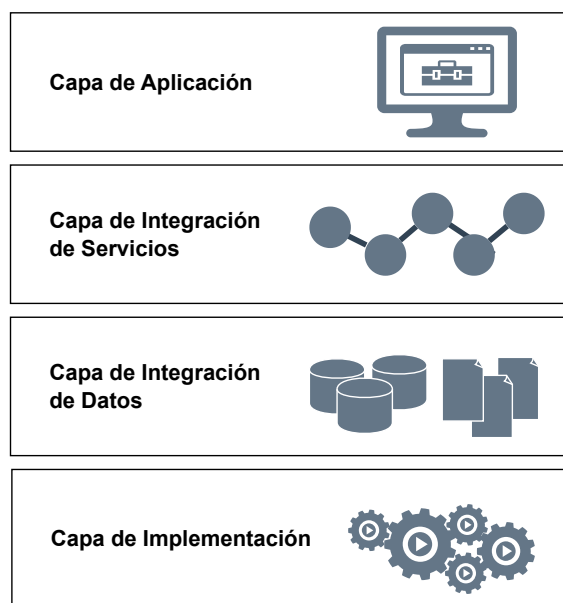 Capa de Aplicación
Capa de Integración
de Servicios
Capa de Integración
de Datos
Capa de Implementación